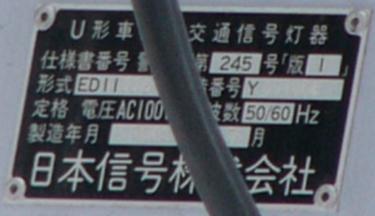 U形車 交通信号灯器
仕様書番号 第 245 号「版 1 」
形式 ED11 番号 Y
定格 電圧AC100 波数 50/60 Hz
製造年月 月
日本信号株式会社